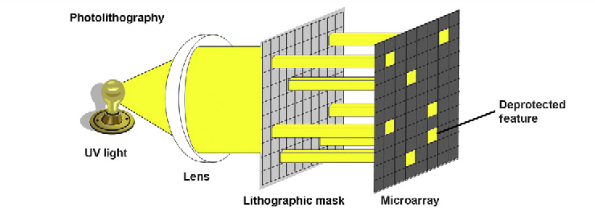 Photolithography
UV light
Lens
Lithographic mask
Microarray
Deprotected
feature